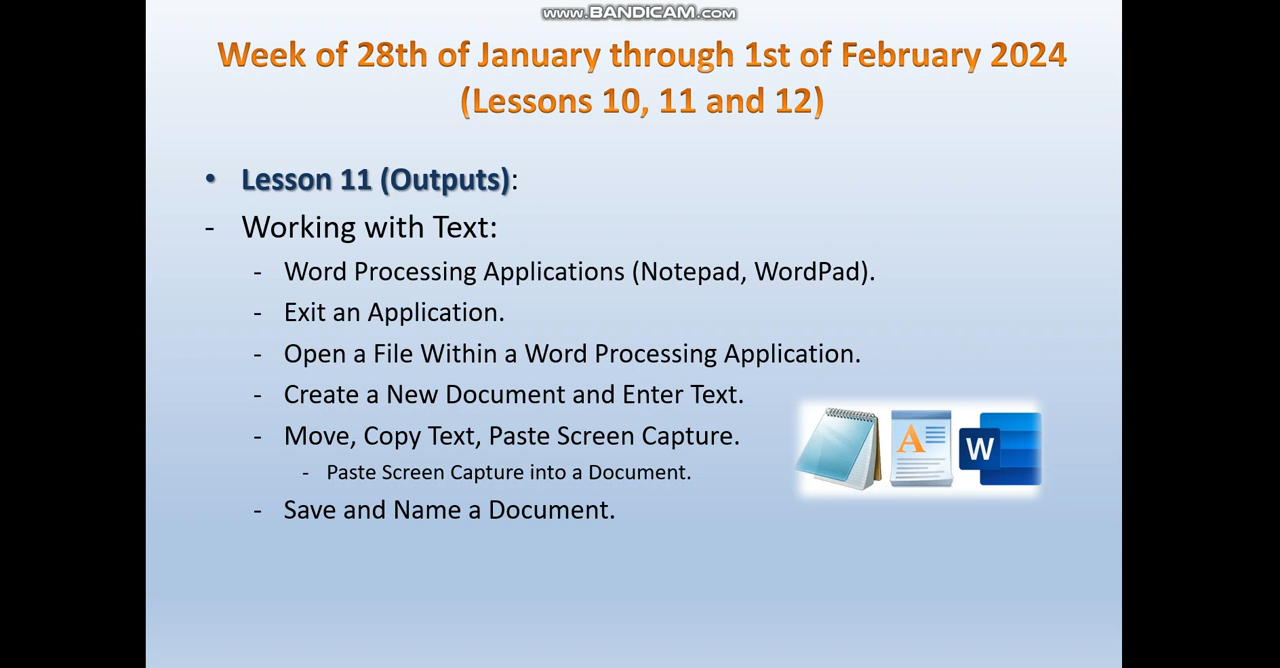 www.BANDICAM.com
Week of 28th of January through 1st of February 2024
(Lessons 10, 11 and 12)
• Lesson 11 (Outputs):
- Working with Text:
- Word Processing Applications (Notepad, WordPad).
- Exit an Application.
- Open a File Within a Word Processing Application.
- Create a New Document and Enter Text.
- Move, Copy Text, Paste Screen Capture.
- Paste Screen Capture into a Document.
- Save and Name a Document.
A
W